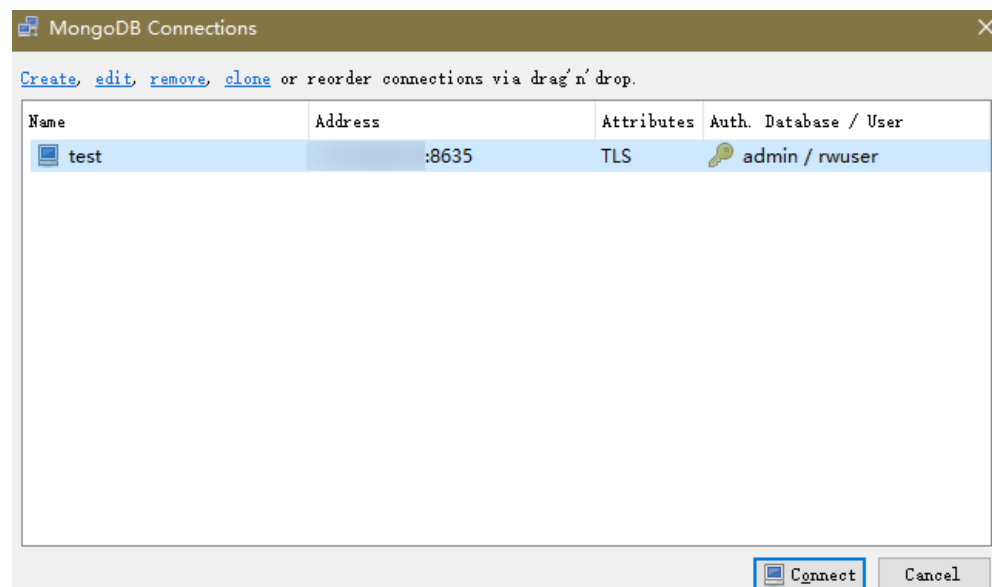 MongoDB Connections
Create, edit, remove, clone or reorder connections via drag'n'drop.
Name Address Attributes Auth. Database / User
test :8635 TLS admin / rwuser
Connect Cancel